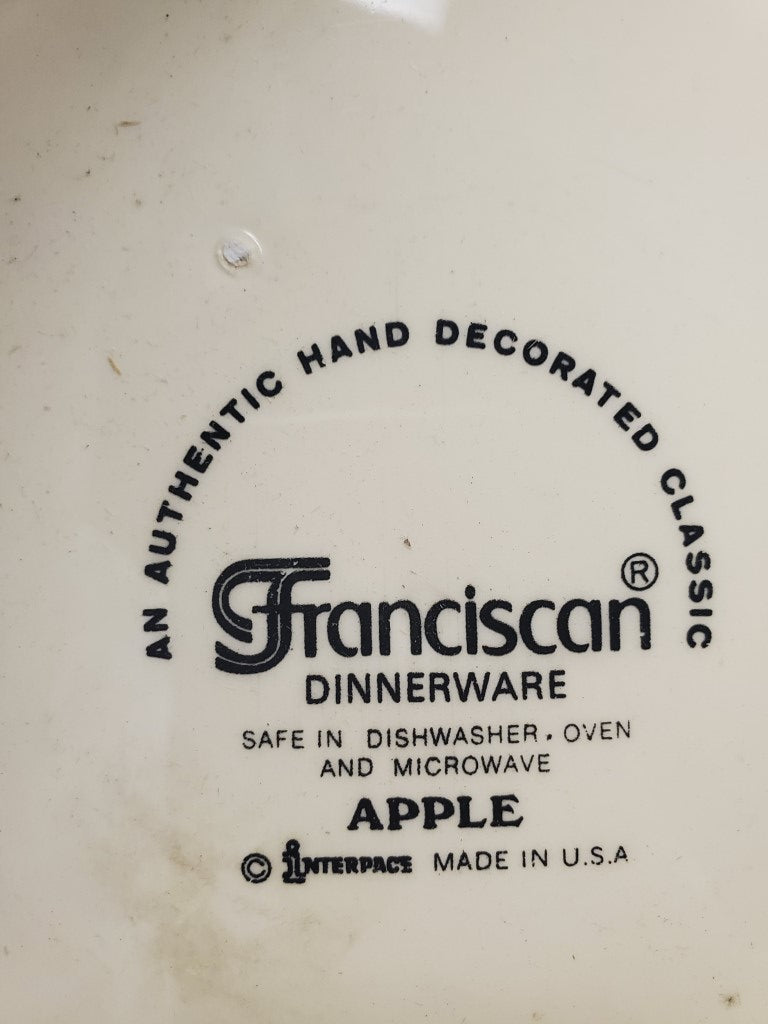 AN AUTHENTIC HAND DECORATED CLASSIC
Franciscan®
DINNERWARE
SAFE IN DISHWASHER. OVEN
AND MICROWAVE
APPLE
© INTERPACE MADE IN U.S.A